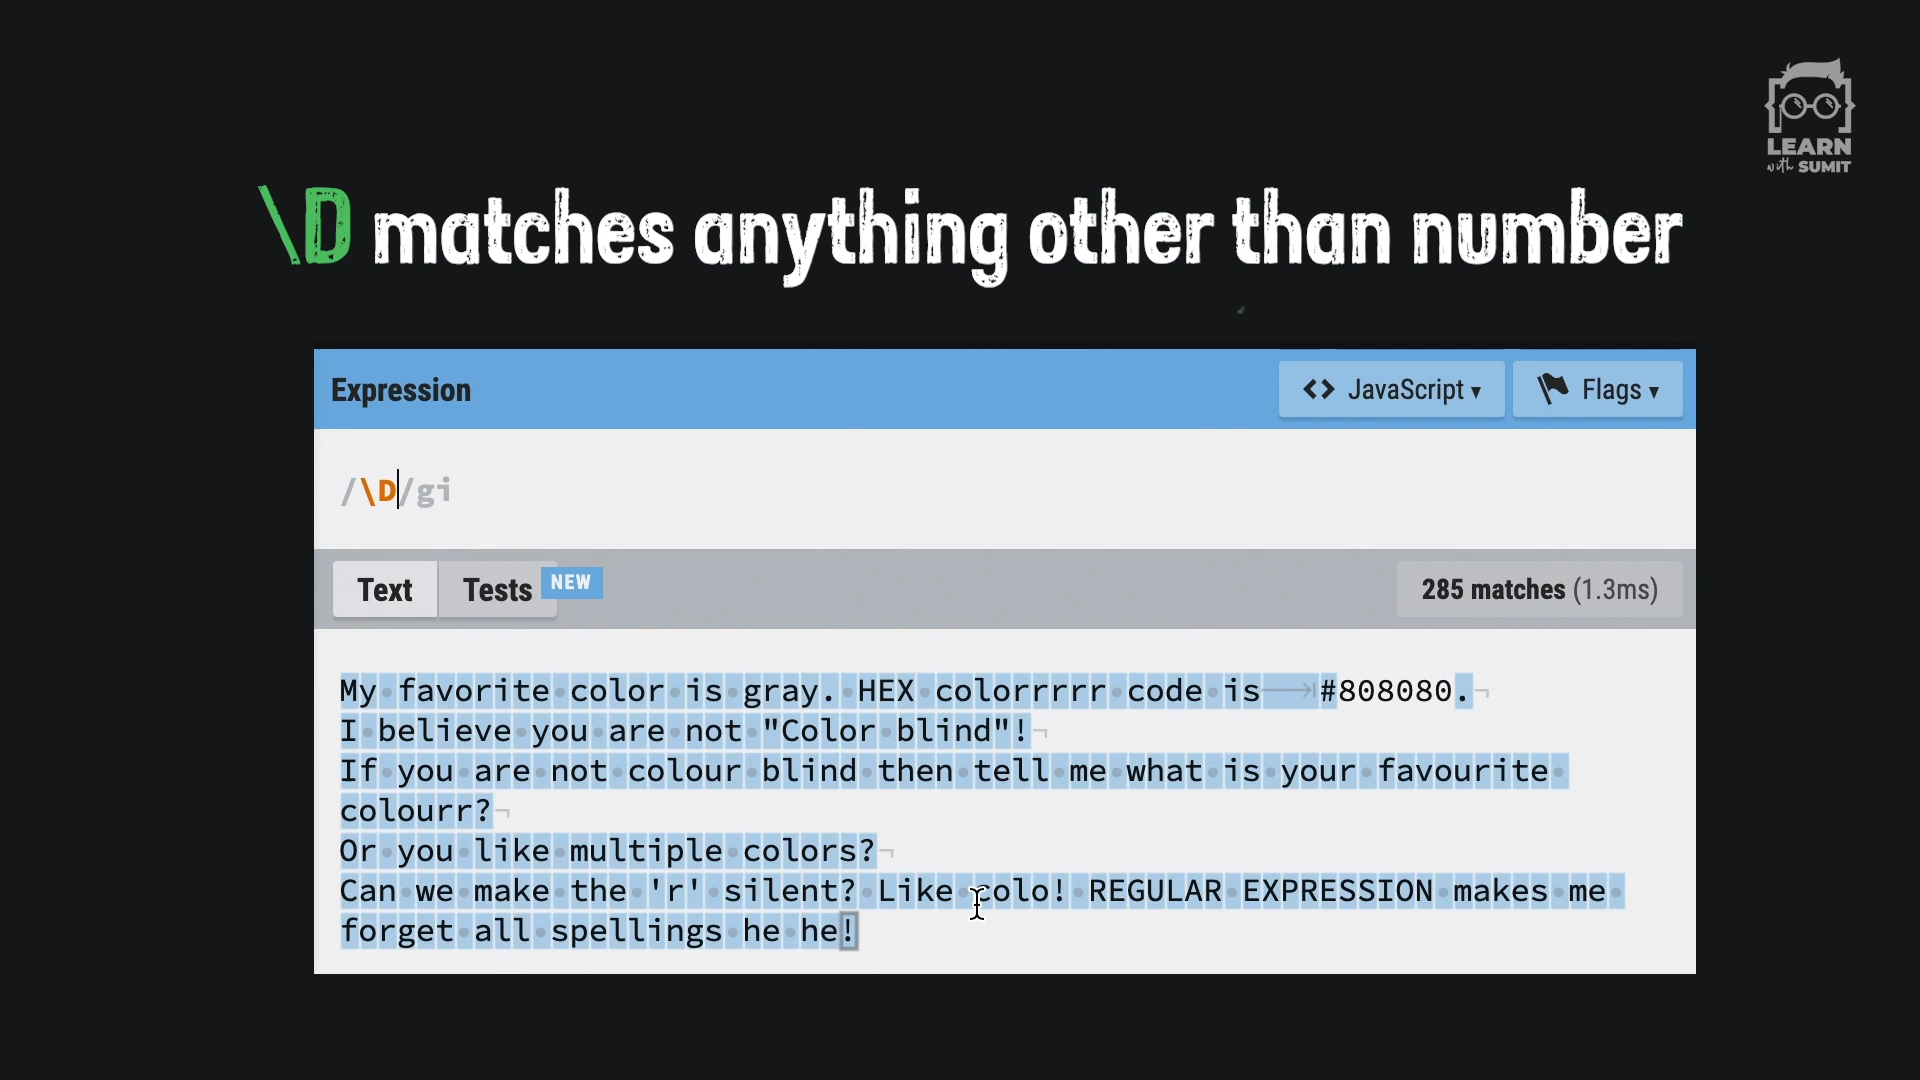 LEARN
with SUMIT
\D matches anything other than number
Expression
<> JavaScript ▾
Flags ▾
/\D/gi
Text
Tests
NEW
285 matches (1.3ms)
My favorite color is gray. HEX colorrrrr code is	#808080.
I believe you are not "Color blind"!
If you are not colour blind then tell me what is your favourite
colourr?
Or you like multiple colors?
Can we make the 'r' silent? Like colo! REGULAR EXPRESSION makes me
forget all spellings he he!